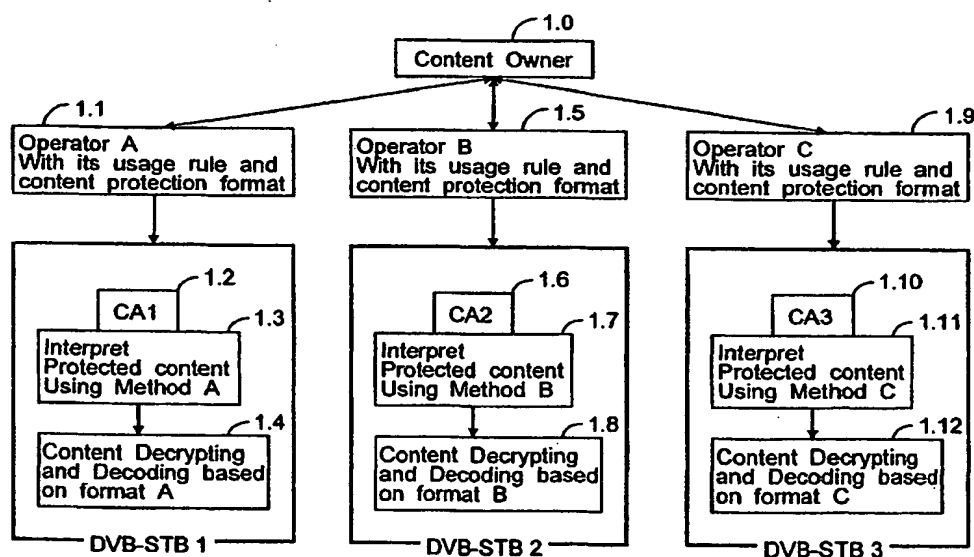 1.0
Content Owner
1.1
Operator A
With its usage rule and
content protection format
1.5
Operator B
With its usage rule and
content protection format
1.9
Operator C
With its usage rule and
content protection format
1.2
CA1
1.3
Interpret
Protected content
Using Method A
1.4
Content Decrypting
and Decoding based
on format A
DVB-STB 1
1.6
CA2
1.7
Interpret
Protected content
Using Method B
1.8
Content Decrypting
and Decoding based
on format B
DVB-STB 2
1.10
CA3
1.11
Interpret
Protected content
Using Method C
1.12
Content Decrypting
and Decoding based
on format C
DVB-STB 3